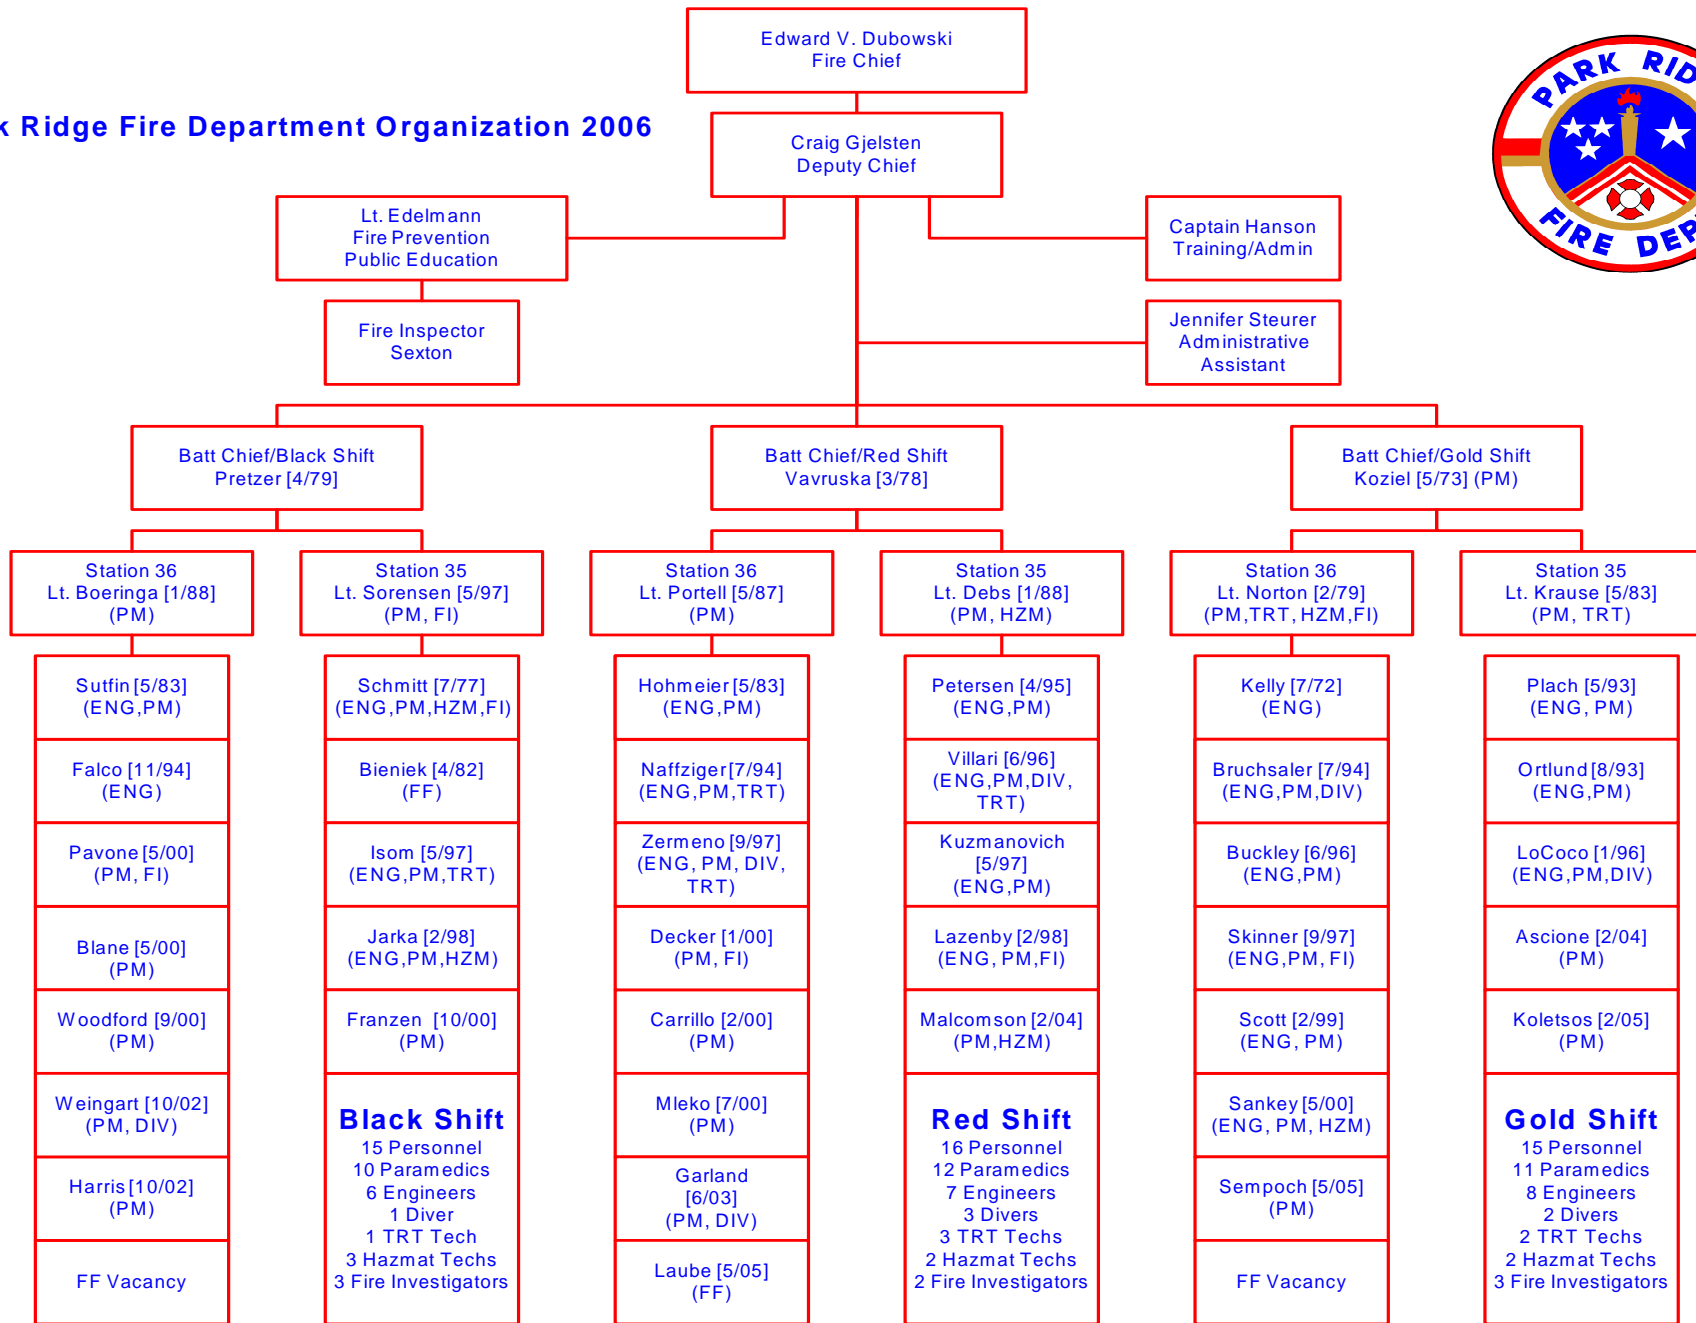 Edward V. Dubowski
Fire Chief
k Ridge Fire Department Organization 2006
Craig Gjelsten
Deputy Chief
PARK RID
FIRE DEP
Lt. Edelmann
Fire Prevention
Public Education
Captain Hanson
Training/Admin
Fire Inspector
Sexton
Jennifer Steurer
Administrative
Assistant
Batt Chief/Black Shift
Pretzer [4/79]
Batt Chief/Red Shift
Vavruska [3/78]
Batt Chief/Gold Shift
Koziel [5/73] (PM)
Station 36
Lt. Boeringa [1/88]
(PM)
Station 35
Lt. Sorensen [5/97]
(PM, FI)
Station 36
Lt. Portell [5/87]
(PM)
Station 35
Lt. Debs [1/88]
(PM, HZM)
Station 36
Lt. Norton [2/79]
(PM,TRT, HZM,FI)
Station 35
Lt. Krause [5/83]
(PM, TRT)
Sutfin [5/83]
(ENG,PM)
Falco [11/94]
(ENG)
Pavone [5/00]
(PM, FI)
Blane [5/00]
(PM)
Woodford [9/00]
(PM)
Weingart [10/02]
(PM, DIV)
Harris [10/02]
(PM)
FF Vacancy
Schmitt [7/77]
(ENG,PM,HZM,FI)
Bieniek [4/82]
(FF)
Isom [5/97]
(ENG,PM,TRT)
Jarka [2/98]
(ENG,PM,HZM)
Franzen [10/00]
(PM)
Black Shift
15 Personnel
10 Paramedics
6 Engineers
1 Diver
1 TRT Tech
3 Hazmat Techs
3 Fire Investigators
Hohmeier [5/83]
(ENG,PM)
Naffziger [7/94]
(ENG,PM,TRT)
Zermeno [9/97]
(ENG, PM, DIV,
TRT)
Decker [1/00]
(PM, FI)
Carrillo [2/00]
(PM)
Mleko [7/00]
(PM)
Garland
[6/03]
(PM, DIV)
Laube [5/05]
(FF)
Petersen [4/95]
(ENG,PM)
Villari [6/96]
(ENG,PM,DIV,
TRT)
Kuzmanovich
[5/97]
(ENG,PM)
Lazenby [2/98]
(ENG, PM,FI)
Malcomson [2/04]
(PM,HZM)
Red Shift
16 Personnel
12 Paramedics
7 Engineers
3 Divers
3 TRT Techs
2 Hazmat Techs
2 Fire Investigators
Kelly [7/72]
(ENG)
Bruchsaler [7/94]
(ENG,PM,DIV)
Buckley [6/96]
(ENG,PM)
Skinner [9/97]
(ENG,PM, FI)
Scott [2/99]
(ENG, PM)
Sankey [5/00]
(ENG, PM, HZM)
Sempoch [5/05]
(PM)
FF Vacancy
Plach [5/93]
(ENG, PM)
Ortlund [8/93]
(ENG,PM)
LoCoco [1/96]
(ENG,PM,DIV)
Ascione [2/04]
(PM)
Koletsos [2/05]
(PM)
Gold Shift
15 Personnel
11 Paramedics
8 Engineers
2 Divers
2 TRT Techs
2 Hazmat Techs
3 Fire Investigators